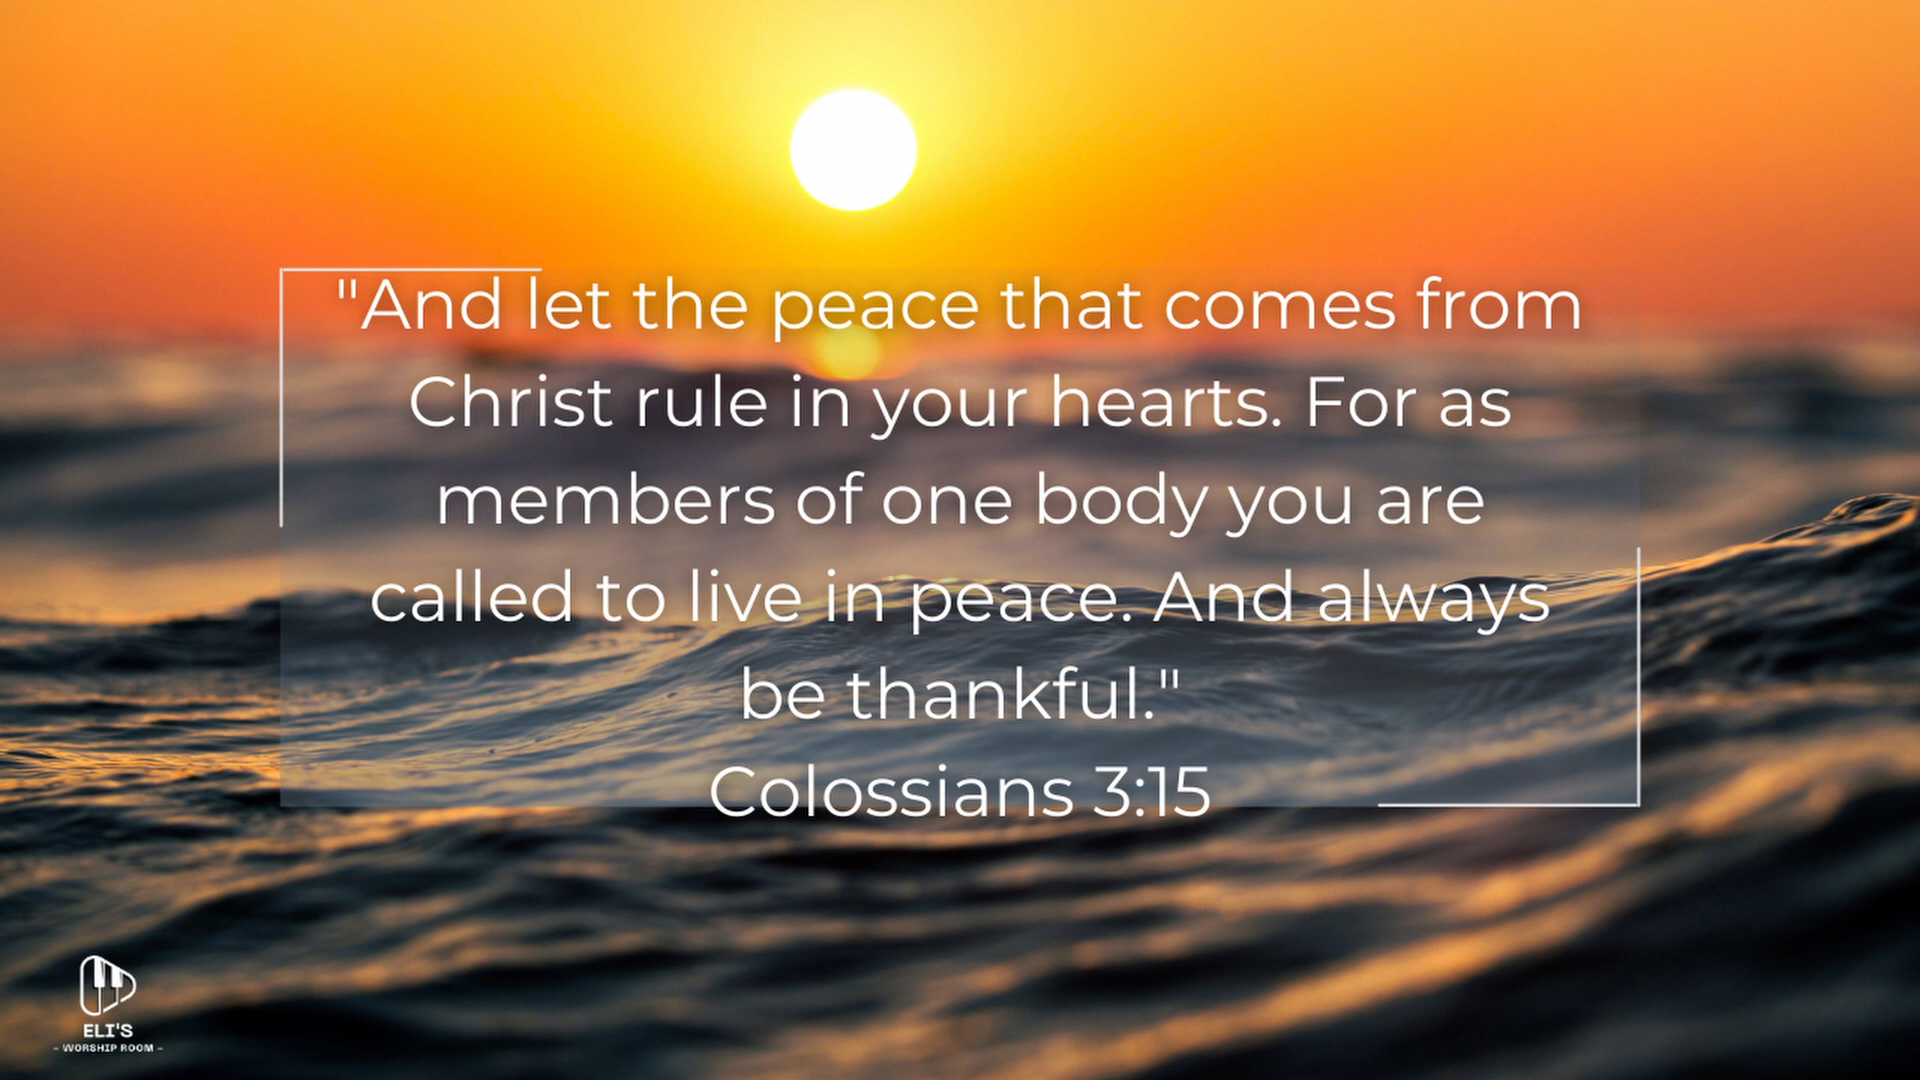 "And let the peace that comes from
Christ rule in your hearts. For as
members of one body you are
called to live in peace. And always
be thankful."
Colossians 3:15
ELI'S
- WORSHIP ROOM -